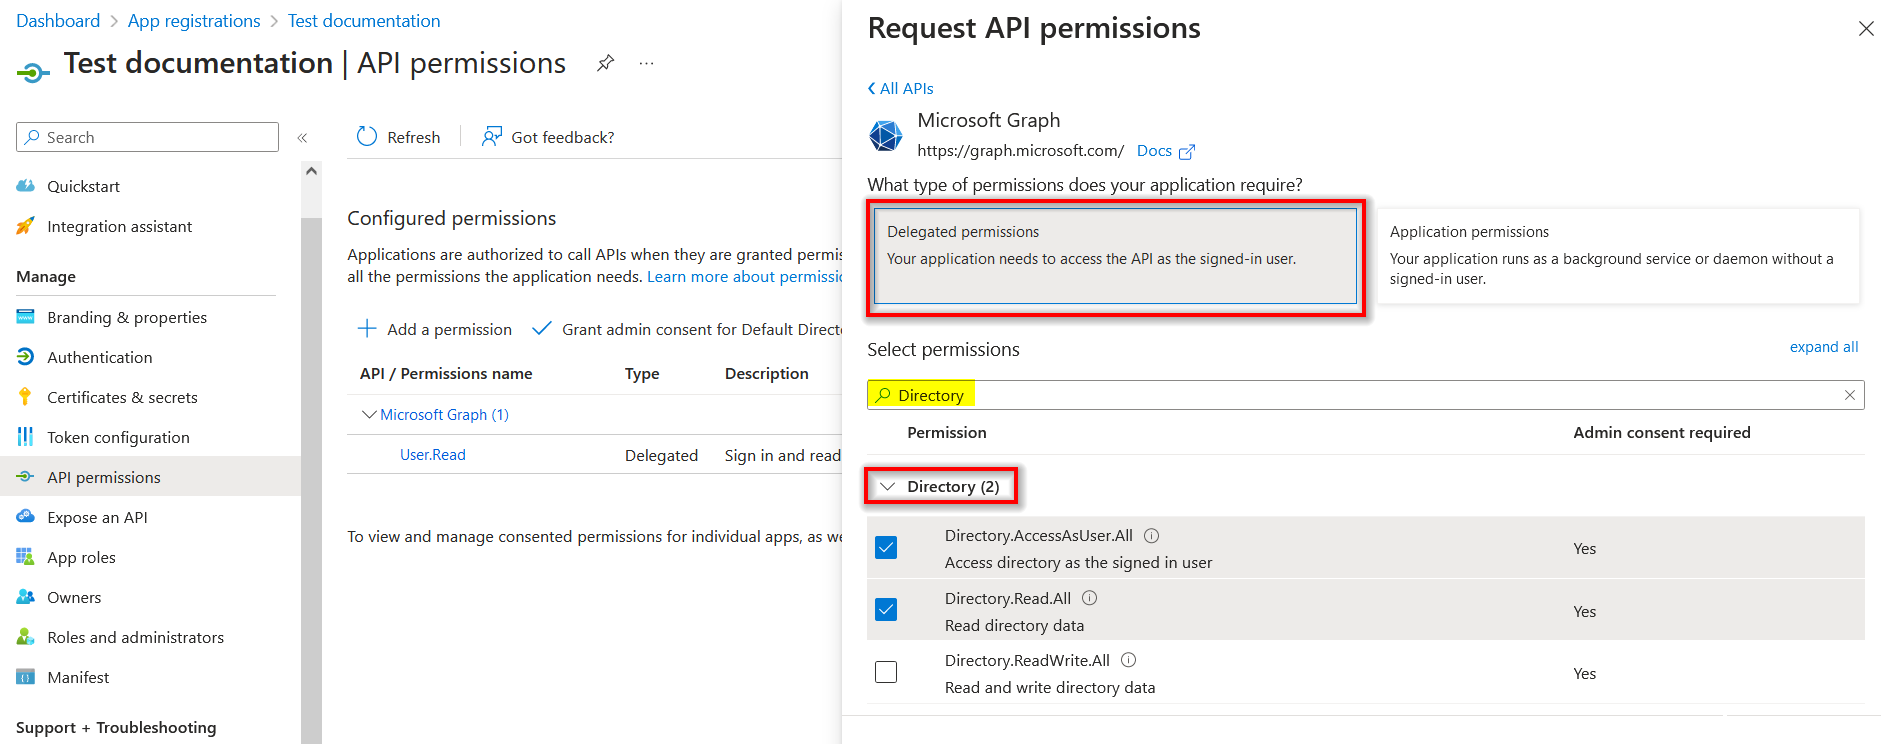 Dashboard > App registrations > Test documentation
Test documentation | API permissions
Search
Quickstart
Integration assistant
Manage
Branding & properties
Authentication
Certificates & secrets
Token configuration
API permissions
Expose an API
App roles
Owners
Roles and administrators
Manifest
Support + Troubleshooting
Refresh
Got feedback?
Configured permissions
Applications are authorized to call APIs when they are granted permis
all the permissions the application needs. Learn more about permissio
Add a permission
Grant admin consent for Default Directo
API / Permissions name Type Description
Microsoft Graph (1)
User.Read Delegated Sign in and read
To view and manage consented permissions for individual apps, as we
Request API permissions
All APIs
Microsoft Graph
https://graph.microsoft.com/ Docs
What type of permissions does your application require?
Delegated permissions
Your application needs to access the API as the signed-in user.
Application permissions
Your application runs as a background service or daemon without a
signed-in user.
Select permissions
expand all
Directory
Permission Admin consent required
Directory (2)
Directory.AccessAsUser.All
Access directory as the signed in user
Yes
Directory.Read.All
Read directory data
Yes
Directory.ReadWrite.All
Read and write directory data
Yes